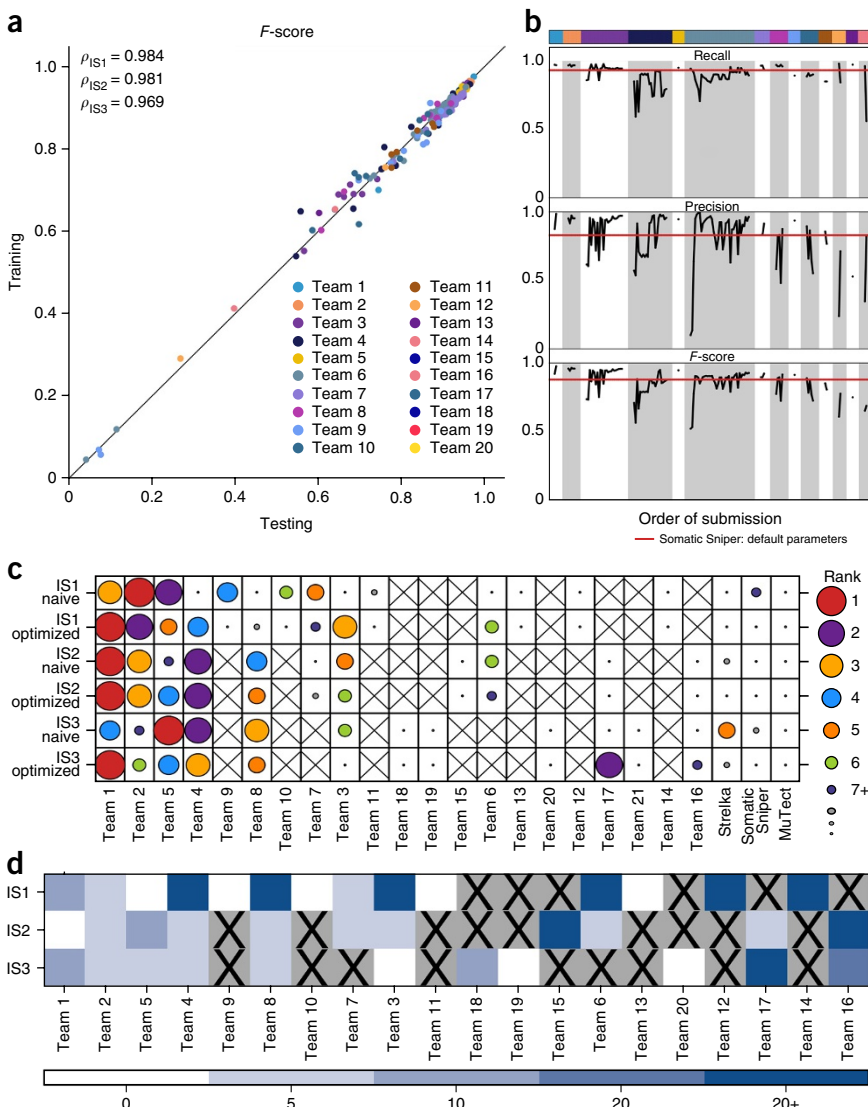 a
F-score
ρIS1 = 0.984
ρIS2 = 0.981
ρIS3 = 0.969
Training
1.0
0.8
0.6
0.4
0.2
0
0
0.2
0.4
0.6
0.8
1.0
Testing
Team 1
Team 2
Team 3
Team 4
Team 5
Team 6
Team 7
Team 8
Team 9
Team 10
Team 11
Team 12
Team 13
Team 14
Team 15
Team 16
Team 17
Team 18
Team 19
Team 20
b
Recall
1.0
0.5
0
Precision
1.0
0.5
0
F-score
1.0
0.5
0
Order of submission
Somatic Sniper: default parameters
c
IS1
naive
IS1
optimized
IS2
naive
IS2
optimized
IS3
naive
IS3
optimized
Team 1
Team 2
Team 5
Team 4
Team 9
Team 8
Team 10
Team 7
Team 3
Team 11
Team 18
Team 19
Team 15
Team 6
Team 13
Team 20
Team 12
Team 17
Team 21
Team 14
Team 16
Strelka
Somatic
Sniper
MuTect
Rank
1
2
3
4
5
6
7+
d
IS1
IS2
IS3
Team 1
Team 2
Team 5
Team 4
Team 9
Team 8
Team 10
Team 7
Team 3
Team 11
Team 18
Team 19
Team 15
Team 6
Team 13
Team 20
Team 12
Team 17
Team 14
Team 16
0
5
10
20
20+